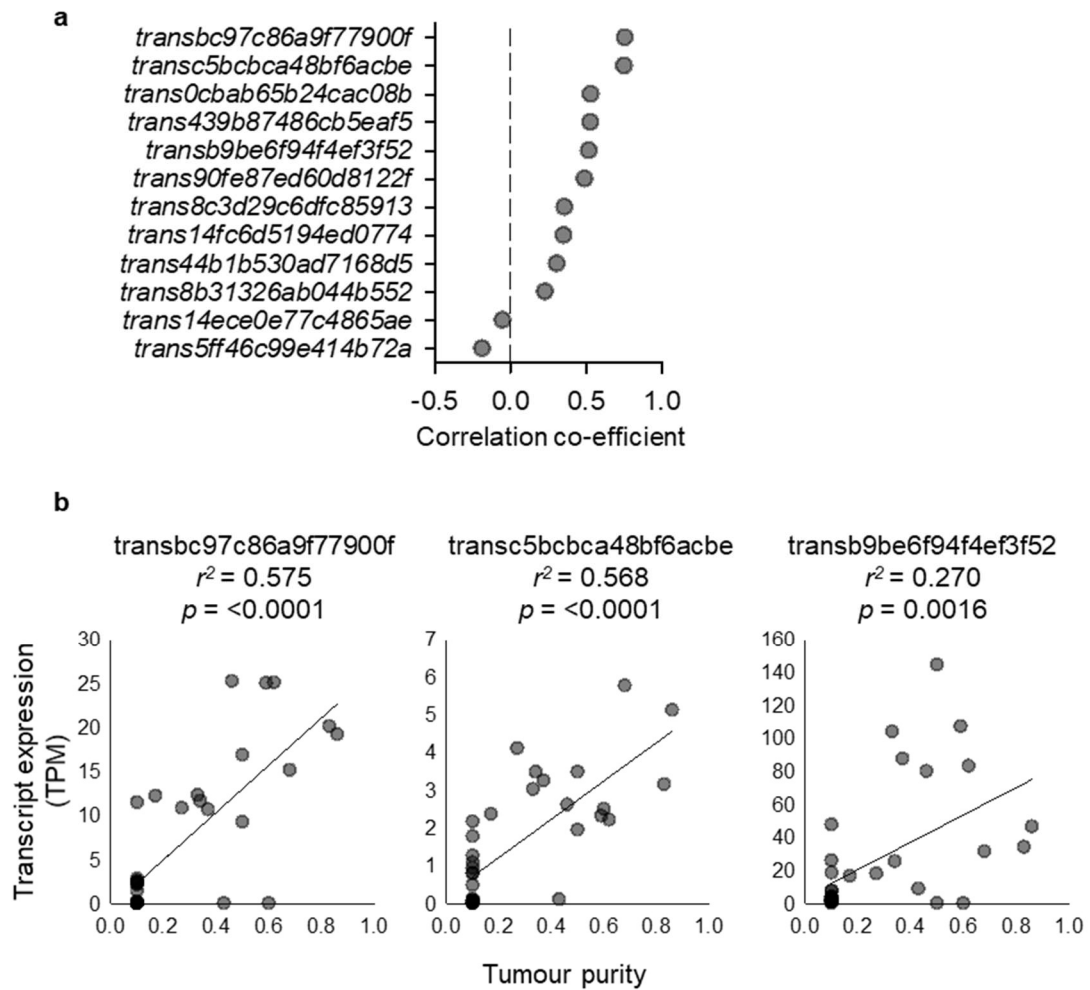 a
transbc97c86a9f77900f
transc5bcbca48bf6acbe
trans0cbab65b24cac08b
trans439b87486cb5eaf5
transb9be6f94f4ef3f52
trans90fe87ed60d8122f
trans8c3d29c6dfc85913
trans14fc6d5194ed0774
trans44b1b530ad7168d5
trans8b31326ab044b552
trans14ece0e77c4865ae
trans5ff46c99e414b72a
-0.5 0.0 0.5 1.0
Correlation co-efficient
b
transbc97c86a9f77900f
r² = 0.575
p = <0.0001
30
25
20
15
10
5
0
0.0 0.2 0.4 0.6 0.8 1.0
Transcript expression
(TPM)
transc5bcbca48bf6acbe
r² = 0.568
p = <0.0001
7
6
5
4
3
2
1
0
0.0 0.2 0.4 0.6 0.8 1.0
transb9be6f94f4ef3f52
r² = 0.270
p = 0.0016
160
140
120
100
80
60
40
20
0
0.0 0.2 0.4 0.6 0.8 1.0
Tumour purity